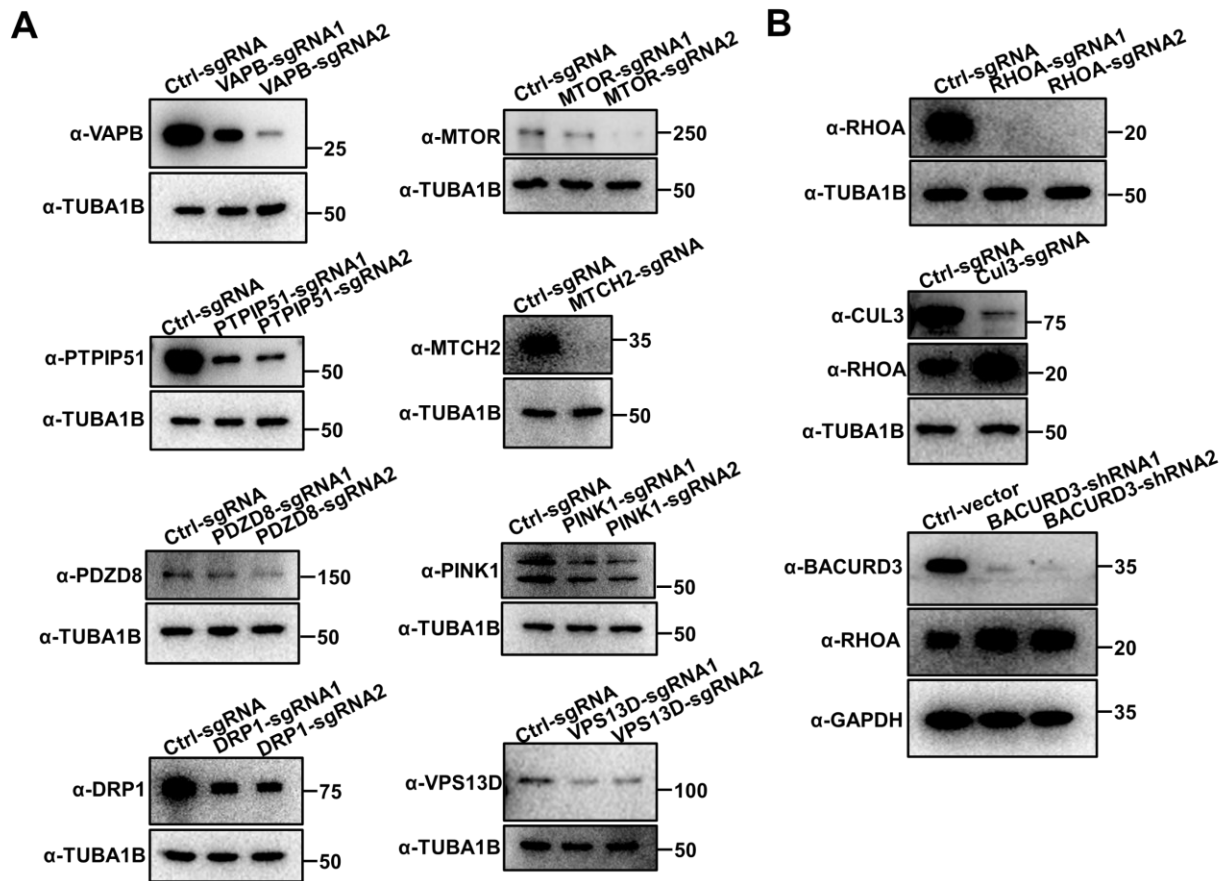 A
Ctrl-sgRNA
VAPB-sgRNA1
VAPB-sgRNA2
α-VAPB
25
α-TUBA1B
50
Ctrl-sgRNA
MTOR-sgRNA1
MTOR-sgRNA2
α-MTOR
250
α-TUBA1B
50
Ctrl-sgRNA
PTPIP51-sgRNA1
PTPIP51-sgRNA2
α-PTPIP51
50
α-TUBA1B
50
Ctrl-sgRNA
MTCH2-sgRNA
α-MTCH2
35
α-TUBA1B
50
Ctrl-sgRNA
PDZD8-sgRNA1
PDZD8-sgRNA2
α-PDZD8
150
α-TUBA1B
50
Ctrl-sgRNA
PINK1-sgRNA1
PINK1-sgRNA2
α-PINK1
50
α-TUBA1B
50
Ctrl-sgRNA
DRP1-sgRNA1
DRP1-sgRNA2
α-DRP1
75
α-TUBA1B
50
Ctrl-sgRNA
VPS13D-sgRNA1
VPS13D-sgRNA2
α-VPS13D
100
α-TUBA1B
50
B
Ctrl-sgRNA
RHOA-sgRNA1
RHOA-sgRNA2
α-RHOA
20
α-TUBA1B
50
Ctrl-sgRNA
Cul3-sgRNA
α-CUL3
75
α-RHOA
20
α-TUBA1B
50
Ctrl-vector
BACURD3-shRNA1
BACURD3-shRNA2
α-BACURD3
35
α-RHOA
20
α-GAPDH
35